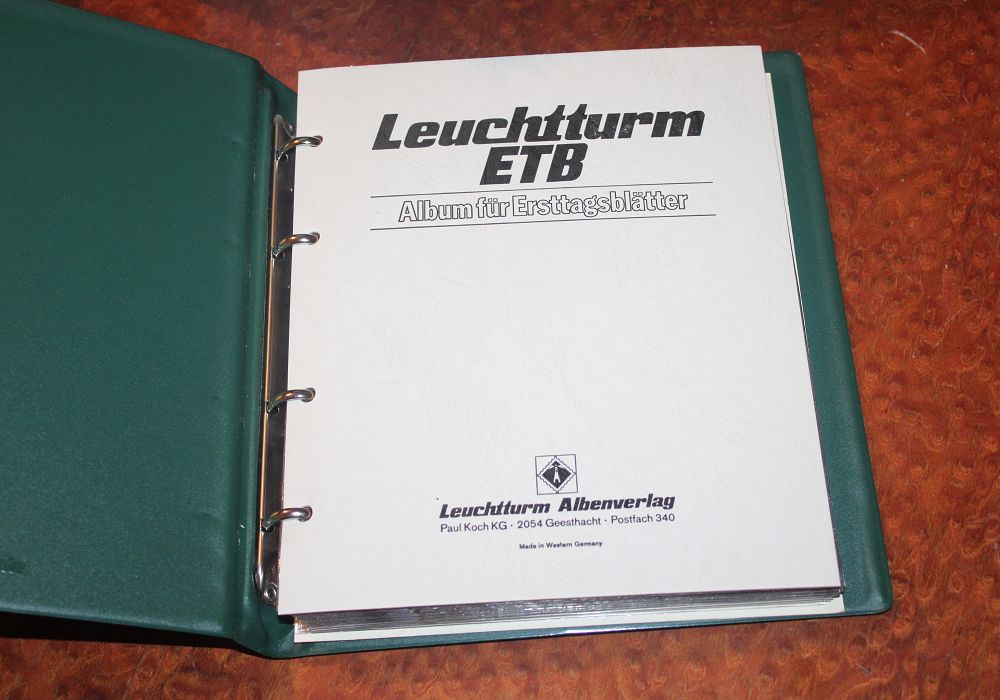 Leuchtturm
ETB
Album für Ersttagsblätter
Leuchtturm Albenverlag
Paul Koch KG · 2054 Geesthacht · Postfach 340
Made in Western Germany